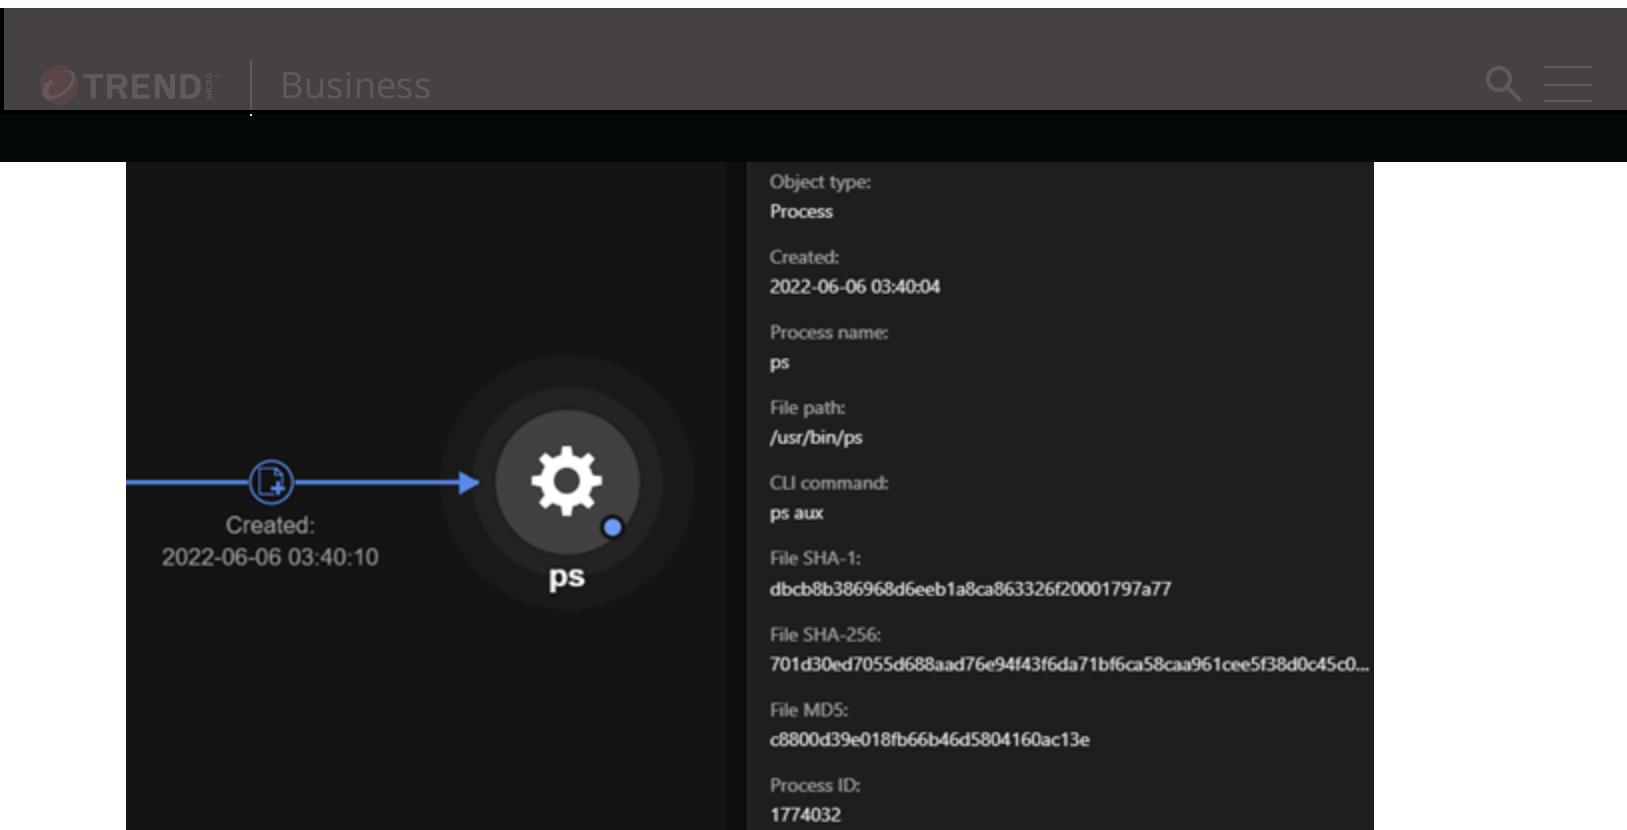 TREND MICRO
Business
Object type:
Process
Created:
2022-06-06 03:40:04
Process name:
ps
File path:
/usr/bin/ps
CLI command:
ps aux
File SHA-1:
dbcb8b386968d6eeb1a8ca863326f20001797a77
File SHA-256:
701d30ed7055d688aad76e94f43f6da71bf6ca58caa961cee5f38d0c45c0...
File MD5:
c8800d39e018fb66b46d5804160ac13e
Process ID:
1774032
Created:
2022-06-06 03:40:10
ps